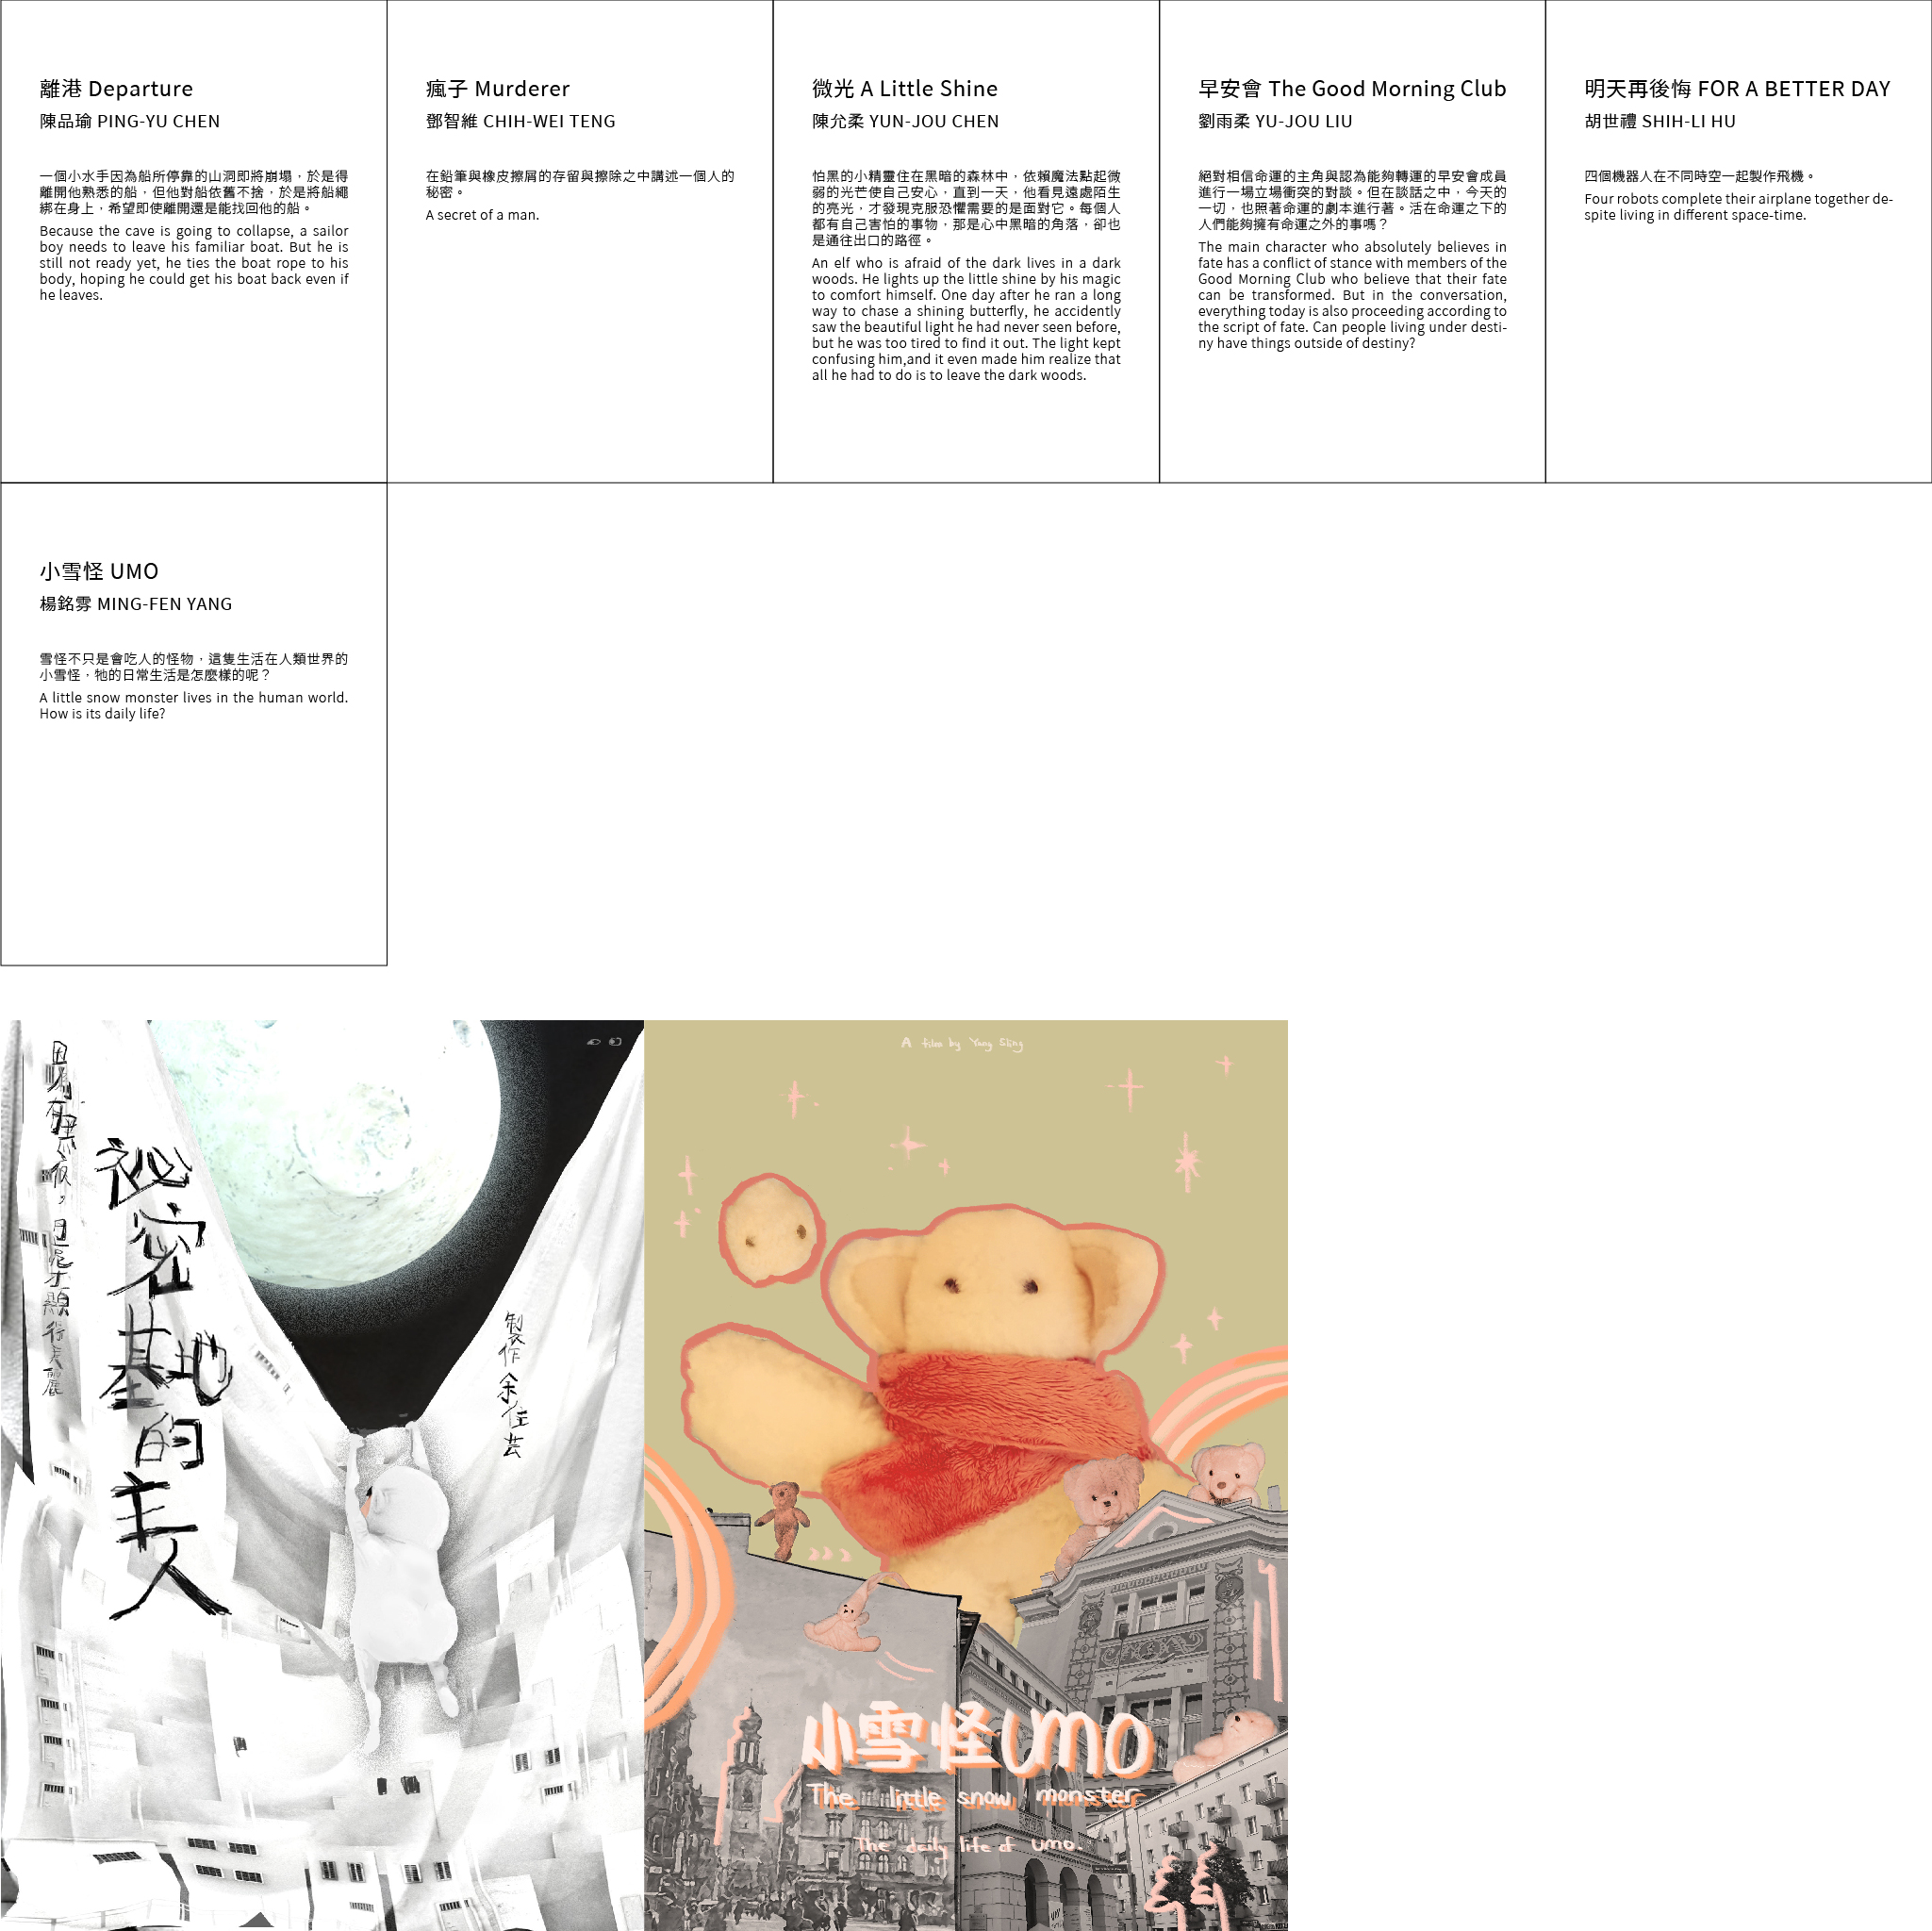 離港 Departure
陳品瑜 PING-YU CHEN
一個小水手因為船所停靠的山洞即將崩塌，於是得
離開他熟悉的船，但他對船依舊不捨，於是將船繩
綁在身上，希望即使離開還是能找回他的船。
Because the cave is going to collapse, a sailor
boy needs to leave his familiar boat. But he is
still not ready yet, he ties the boat rope to his
body, hoping he could get his boat back even if
he leaves.
瘋子 Murderer
鄧智維 CHIH-WEI TENG
在鉛筆與橡皮擦屑的存留與擦除之中講述一個人的
秘密。
A secret of a man.
微光 A Little Shine
陳允柔 YUN-JOU CHEN
怕黑的小精靈住在黑暗的森林中，依賴魔法點起微
弱的光芒使自己安心，直到一天，他看見遠處陌生
的亮光，才發現克服恐懼需要的是面對它。每個人
都有自己害怕的事物，那是心中黑暗的角落，卻也
是通往出口的路徑。
An elf who is afraid of the dark lives in a dark
woods. He lights up the little shine by his magic
to comfort himself. One day after he ran a long
way to chase a shining butterfly, he accidently
saw the beautiful light he had never seen before,
but he was too tired to find it out. The light kept
confusing him,and it even made him realize that
all he had to do is to leave the dark woods.
早安會 The Good Morning Club
劉雨柔 YU-JOU LIU
絕對相信命運的主角與認為能夠轉運的早安會成員
進行一場立場衝突的對談。但在談話之中，今天的
一切，也照著命運的劇本進行著。活在命運之下的
人們能夠擁有命運之外的事嗎？
The main character who absolutely believes in
fate has a conflict of stance with members of the
Good Morning Club who believe that their fate
can be transformed. But in the conversation,
everything today is also proceeding according to
the script of fate. Can people living under desti-
ny have things outside of destiny?
明天再後悔 FOR A BETTER DAY
胡世禮 SHIH-LI HU
四個機器人在不同時空一起製作飛機。
Four robots complete their airplane together de-
spite living in different space-time.
小雪怪 UMO
楊銘雰 MING-FEN YANG
雪怪不只是會吃人的怪物，這隻生活在人類世界的
小雪怪，牠的日常生活是怎麼樣的呢？
A little snow monster lives in the human world.
How is its daily life?
祕密基地的主人
製作 余
A film by Yang Sling
小雪怪umo
The little snow monster
The daily life of umo.